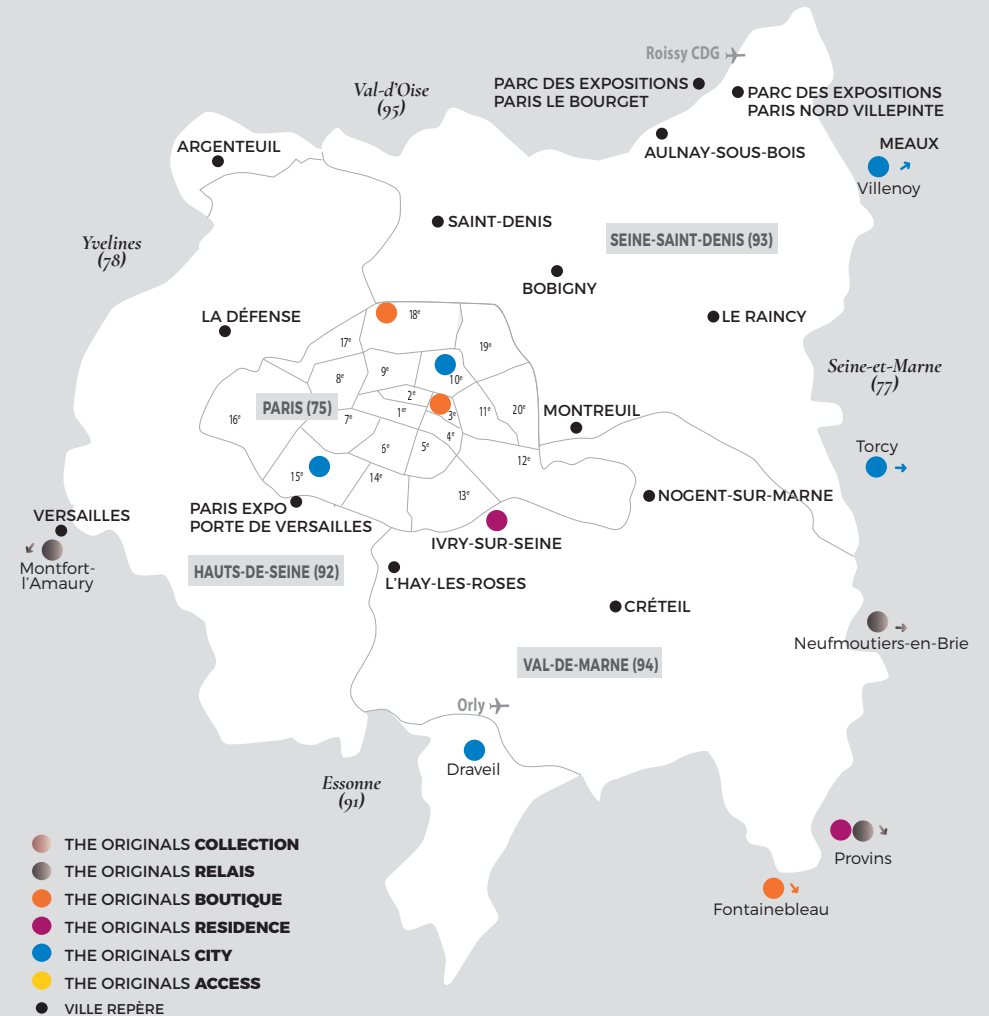 Roissy CDG
Val-d'Oise
(95)
PARC DES EXPOSITIONS
PARIS LE BOURGET
PARC DES EXPOSITIONS
PARIS NORD VILLEPINTE
ARGENTEUIL
AULNAY-SOUS-BOIS
MEAUX
Villenoy
SAINT-DENIS
Yvelines
(78)
SEINE-SAINT-DENIS (93)
BOBIGNY
LA DÉFENSE
LE RAINCY
18e
17e
19e
Seine-et-Marne
(77)
8e
9e
10e
2e
PARIS (75)
1er
3e
11e
20e
MONTREUIL
16e
7e
4e
6e
5e
12e
Torcy
15e
14e
13e
NOGENT-SUR-MARNE
PARIS EXPO
PORTE DE VERSAILLES
VERSAILLES
IVRY-SUR-SEINE
Montfort-
l'Amaury
HAUTS-DE-SEINE (92)
L'HAY-LES-ROSES
CRÉTEIL
Neufmoutiers-en-Brie
VAL-DE-MARNE (94)
Orly
Draveil
Essonne
(91)
Provins
Fontainebleau
THE ORIGINALS COLLECTION
THE ORIGINALS RELAIS
THE ORIGINALS BOUTIQUE
THE ORIGINALS RESIDENCE
THE ORIGINALS CITY
THE ORIGINALS ACCESS
VILLE REPÈRE